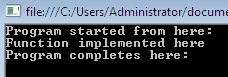 file:///C:/Users/Administrator/docume
Program started from here:
Function implemented here
Program completes here: